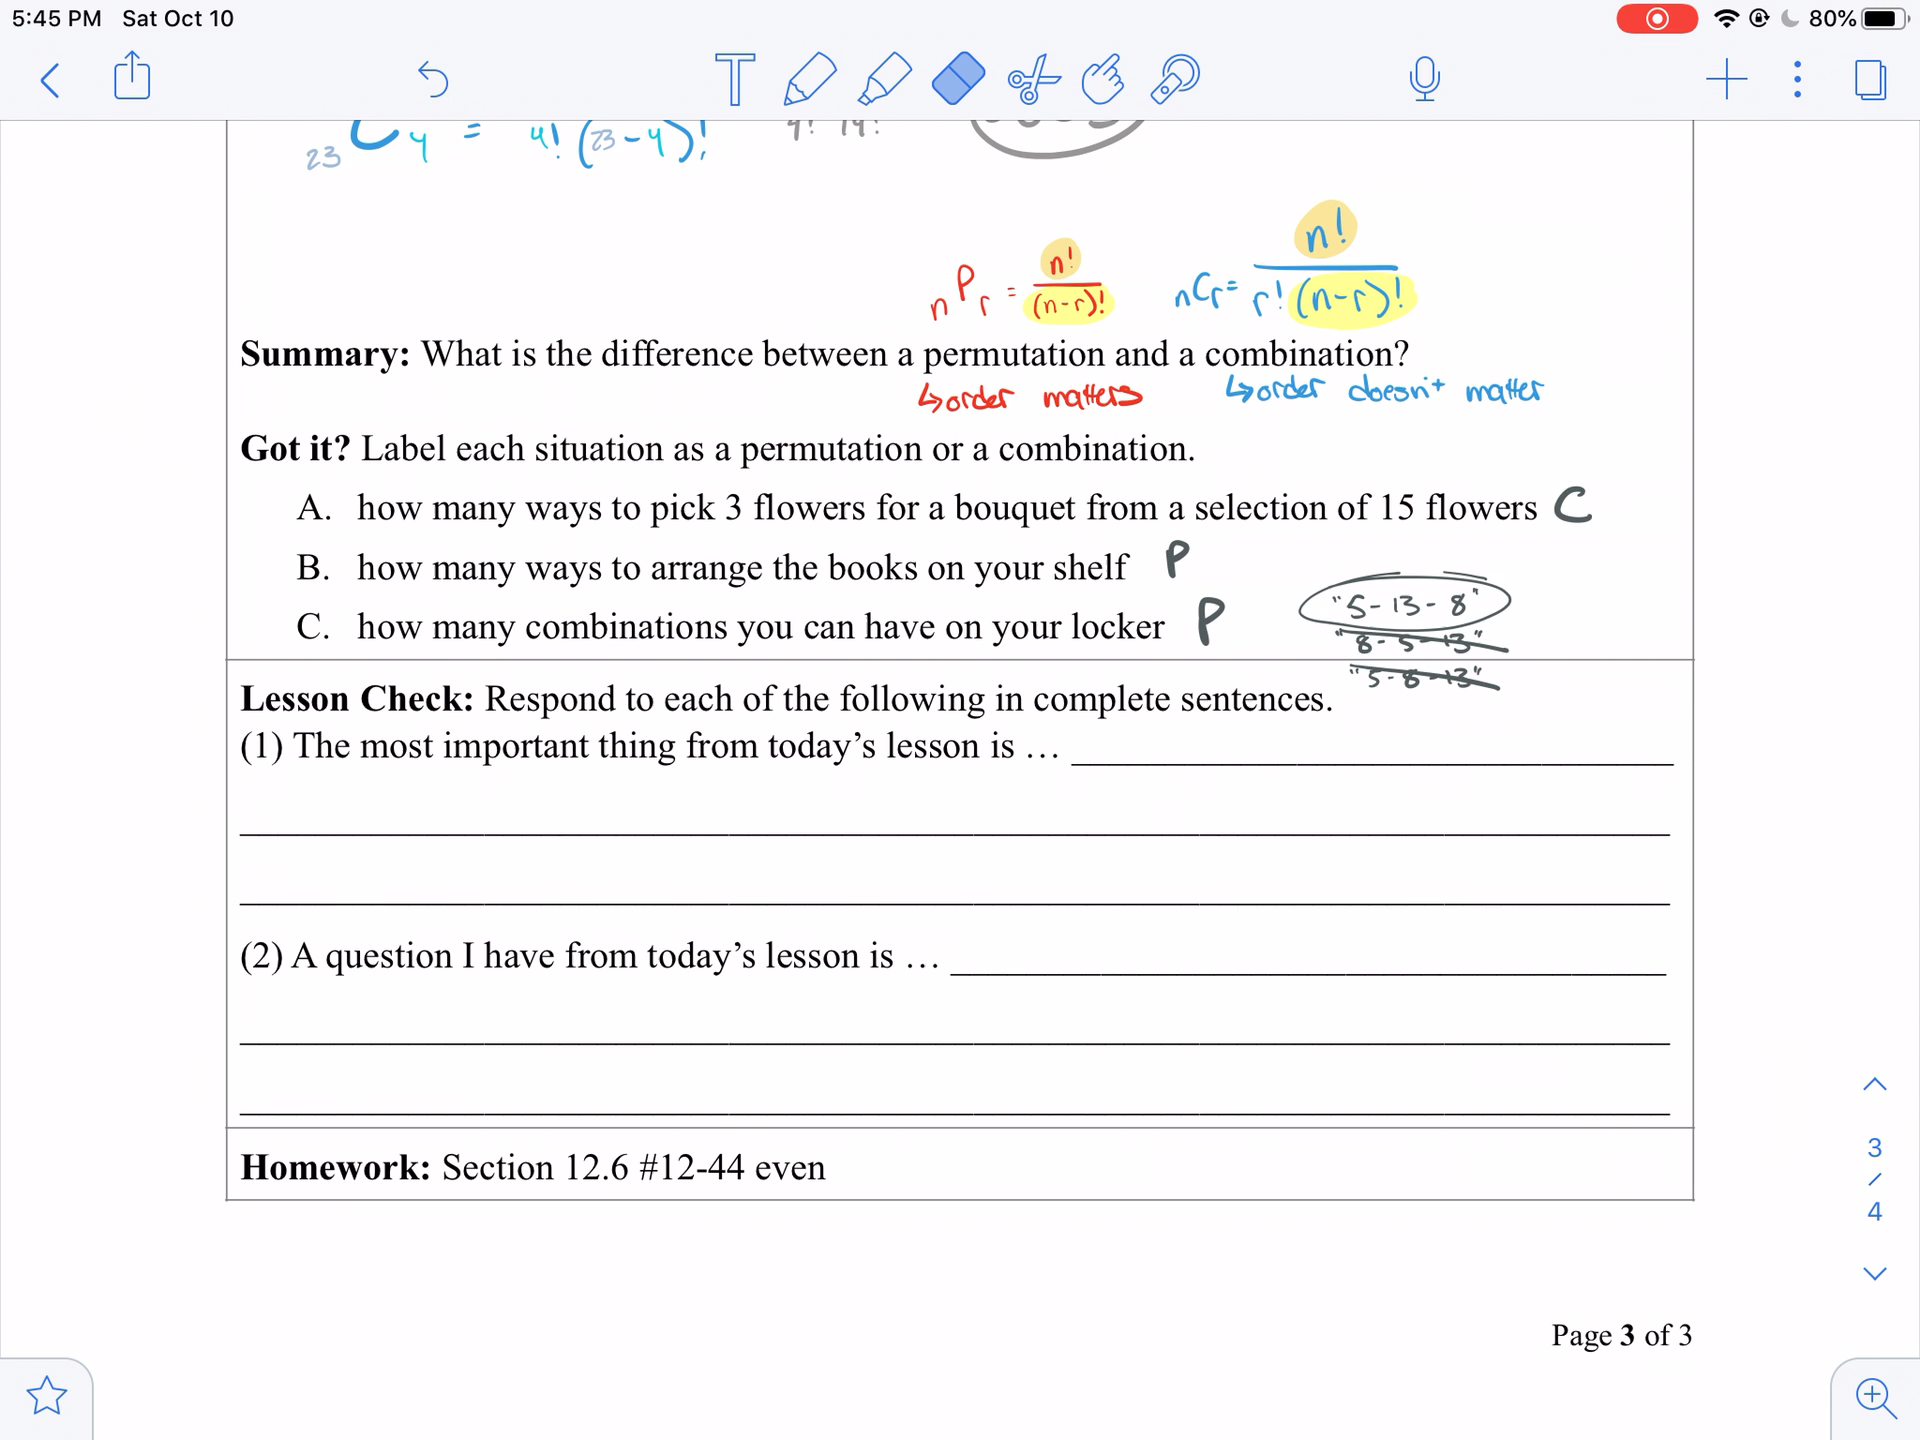 5:45 PM Sat Oct 10 80%
T
23 C 4 = 4! (23-4)! 4! 19!
nPr = n! / (n-r)! nCr = n! / r! (n-r)!
Summary: What is the difference between a permutation and a combination?
↳order matters ↳order doesn't matter
Got it? Label each situation as a permutation or a combination.
A. how many ways to pick 3 flowers for a bouquet from a selection of 15 flowers C
B. how many ways to arrange the books on your shelf P
C. how many combinations you can have on your locker P
"5-13-8"
"8-5-13"
"5-8-13"
Lesson Check: Respond to each of the following in complete sentences.
(1) The most important thing from today's lesson is …
(2) A question I have from today's lesson is …
Homework: Section 12.6 #12-44 even
3
/
4
Page 3 of 3